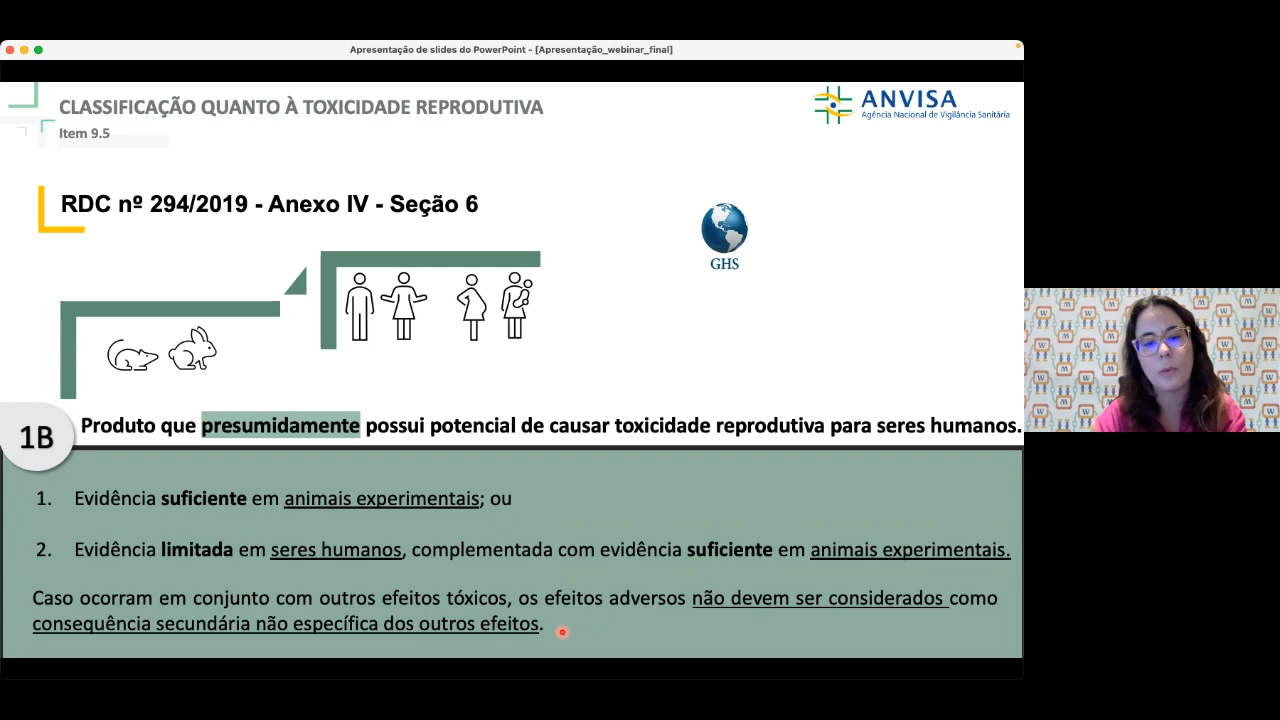 Apresentação de slides do PowerPoint - [Apresentação_webinar_final]
CLASSIFICAÇÃO QUANTO À TOXICIDADE REPRODUTIVA
Item 9.5
ANVISA
Agência Nacional de Vigilância Sanitária
RDC nº 294/2019 - Anexo IV - Seção 6
GHS
1B
Produto que presumidamente possui potencial de causar toxicidade reprodutiva para seres humanos.
1. Evidência suficiente em animais experimentais; ou
2. Evidência limitada em seres humanos, complementada com evidência suficiente em animais experimentais.
Caso ocorram em conjunto com outros efeitos tóxicos, os efeitos adversos não devem ser considerados como
consequência secundária não específica dos outros efeitos.